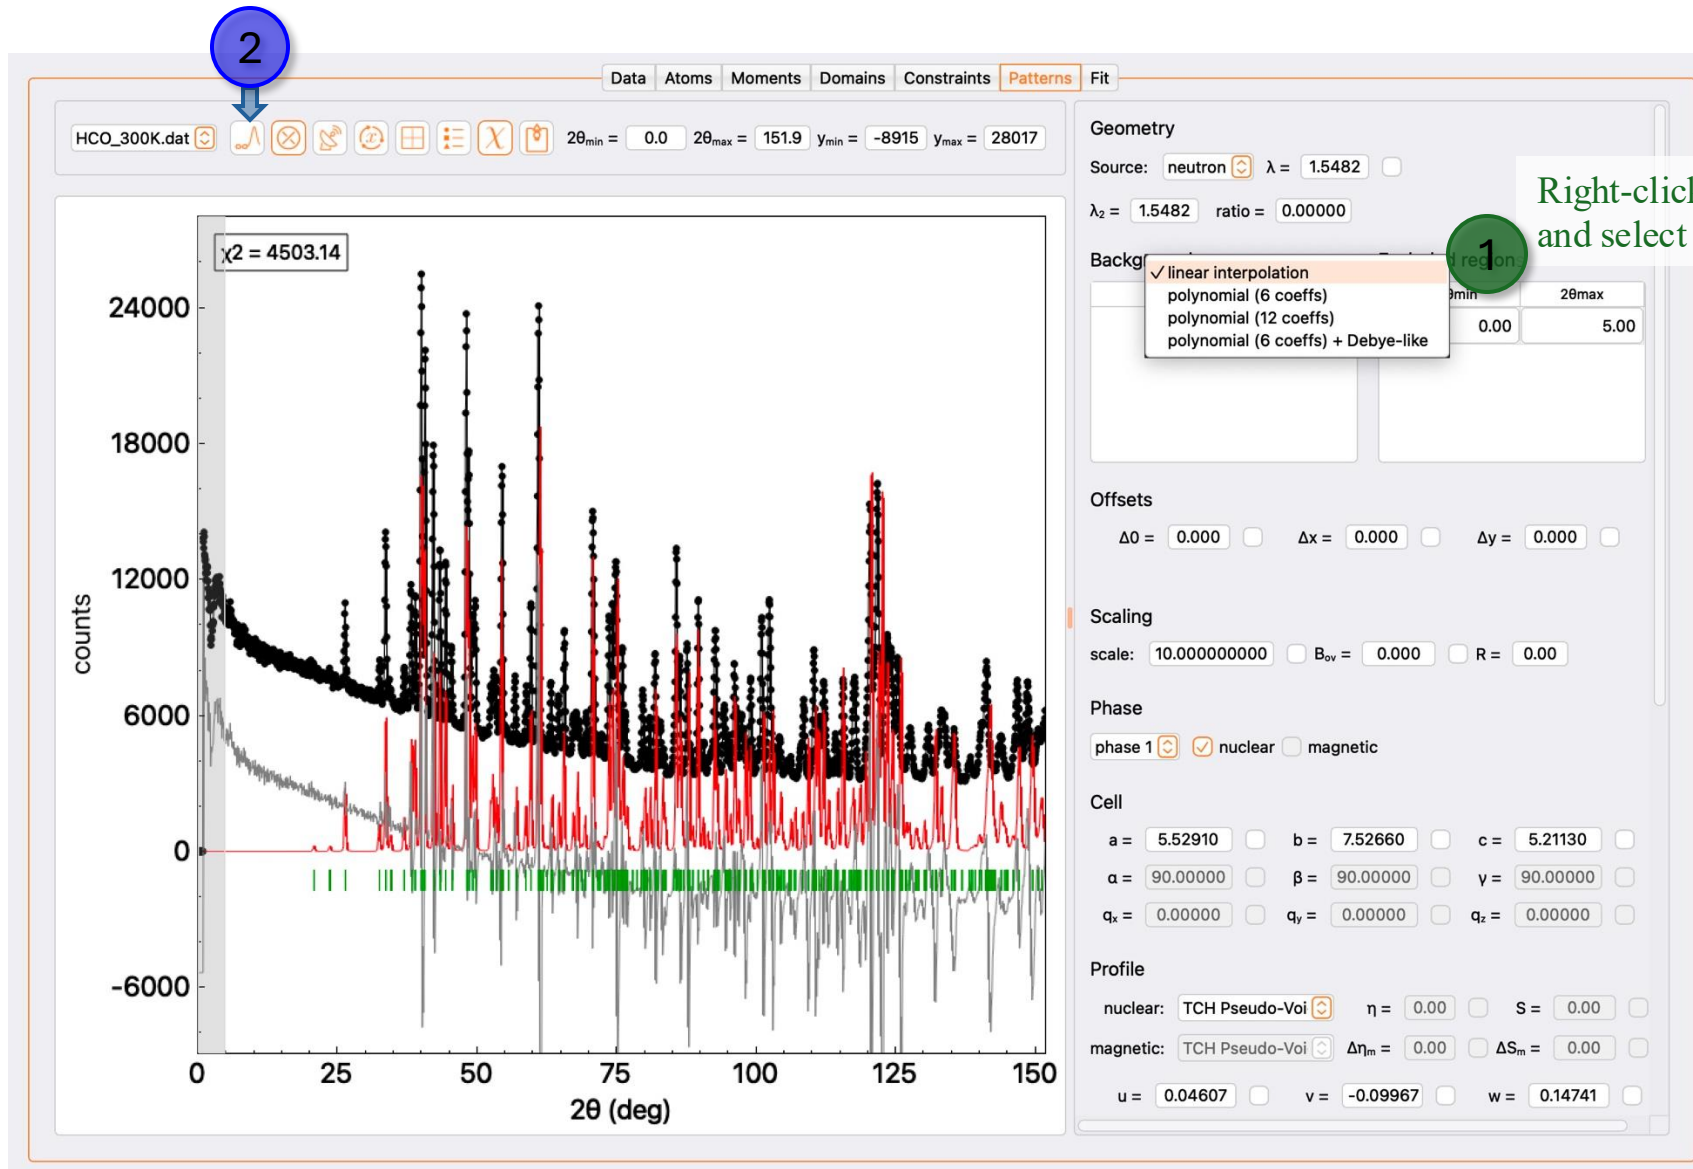 2
Data Atoms Moments Domains Constraints Patterns Fit
HCO_300K.dat x 2θmin = 0.0 2θmax = 151.9 ymin = -8915 ymax = 28017
χ2 = 4503.14
24000
18000
12000
6000
0
-6000
counts
0 25 50 75 100 125 150
2θ (deg)
Geometry
Source: neutron λ = 1.5482
λ₂ = 1.5482 ratio = 0.00000
1
Right-click
and select
linear interpolation
polynomial (6 coeffs)
polynomial (12 coeffs)
polynomial (6 coeffs) + Debye-like
2θmax
0.00 5.00
Offsets
Δ0 = 0.000 Δx = 0.000 Δy = 0.000
Scaling
scale: 10.000000000 Bov = 0.000 R = 0.00
Phase
phase 1 nuclear magnetic
Cell
a = 5.52910 b = 7.52660 c = 5.21130
α = 90.00000 β = 90.00000 γ = 90.00000
qx = 0.00000 qy = 0.00000 qz = 0.00000
Profile
nuclear: TCH Pseudo-Voi η = 0.00 S = 0.00
magnetic: TCH Pseudo-Voi Δηm = 0.00 ΔSm = 0.00
u = 0.04607 v = -0.09967 w = 0.14741